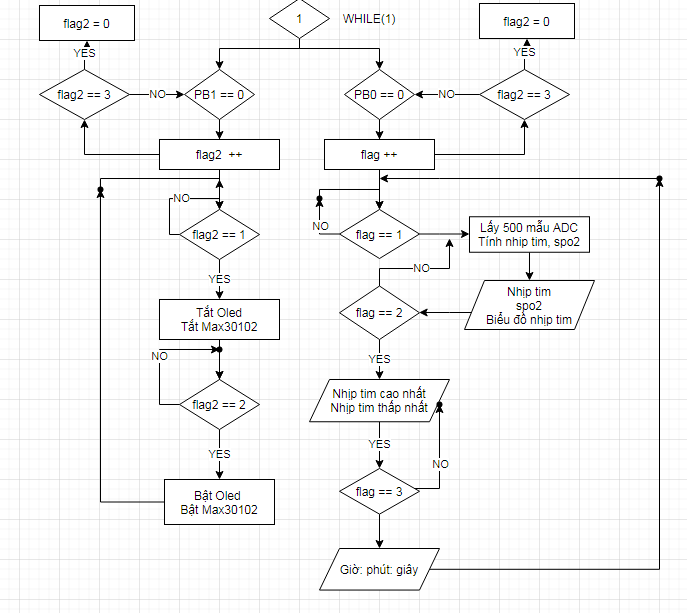 1
WHILE(1)
flag2 = 0
flag2 = 0
YES
YES
flag2 == 3
NO
PB1 == 0
PB0 == 0
NO
flag2 == 3
flag2 ++
flag ++
NO
flag2 == 1
NO
flag == 1
Lấy 500 mẫu ADC
Tính nhịp tim, spo2
YES
NO
Nhịp tim
spo2
Biểu đồ nhịp tim
Tắt Oled
Tắt Max30102
flag == 2
NO
YES
flag2 == 2
Nhịp tim cao nhất
Nhịp tim thấp nhất
YES
YES
NO
Bật Oled
Bật Max30102
flag == 3
Giờ: phút: giây